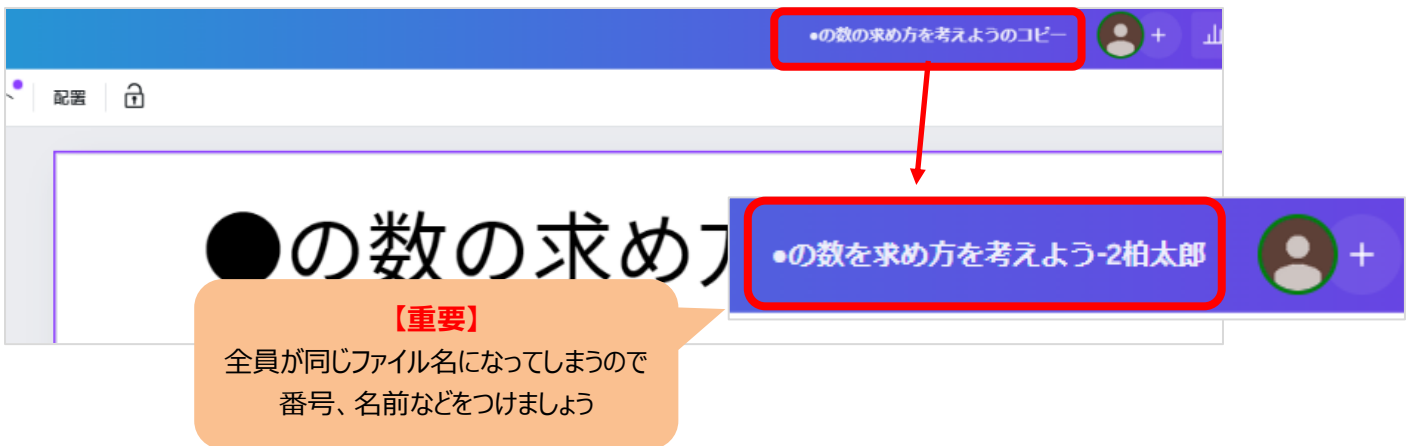 ●の数の求め方を考えようのコピー
配置
●の数の求め方
●の数を求め方を考えよう-2柏太郎
【重要】
全員が同じファイル名になってしまうので
番号、名前などをつけましょう